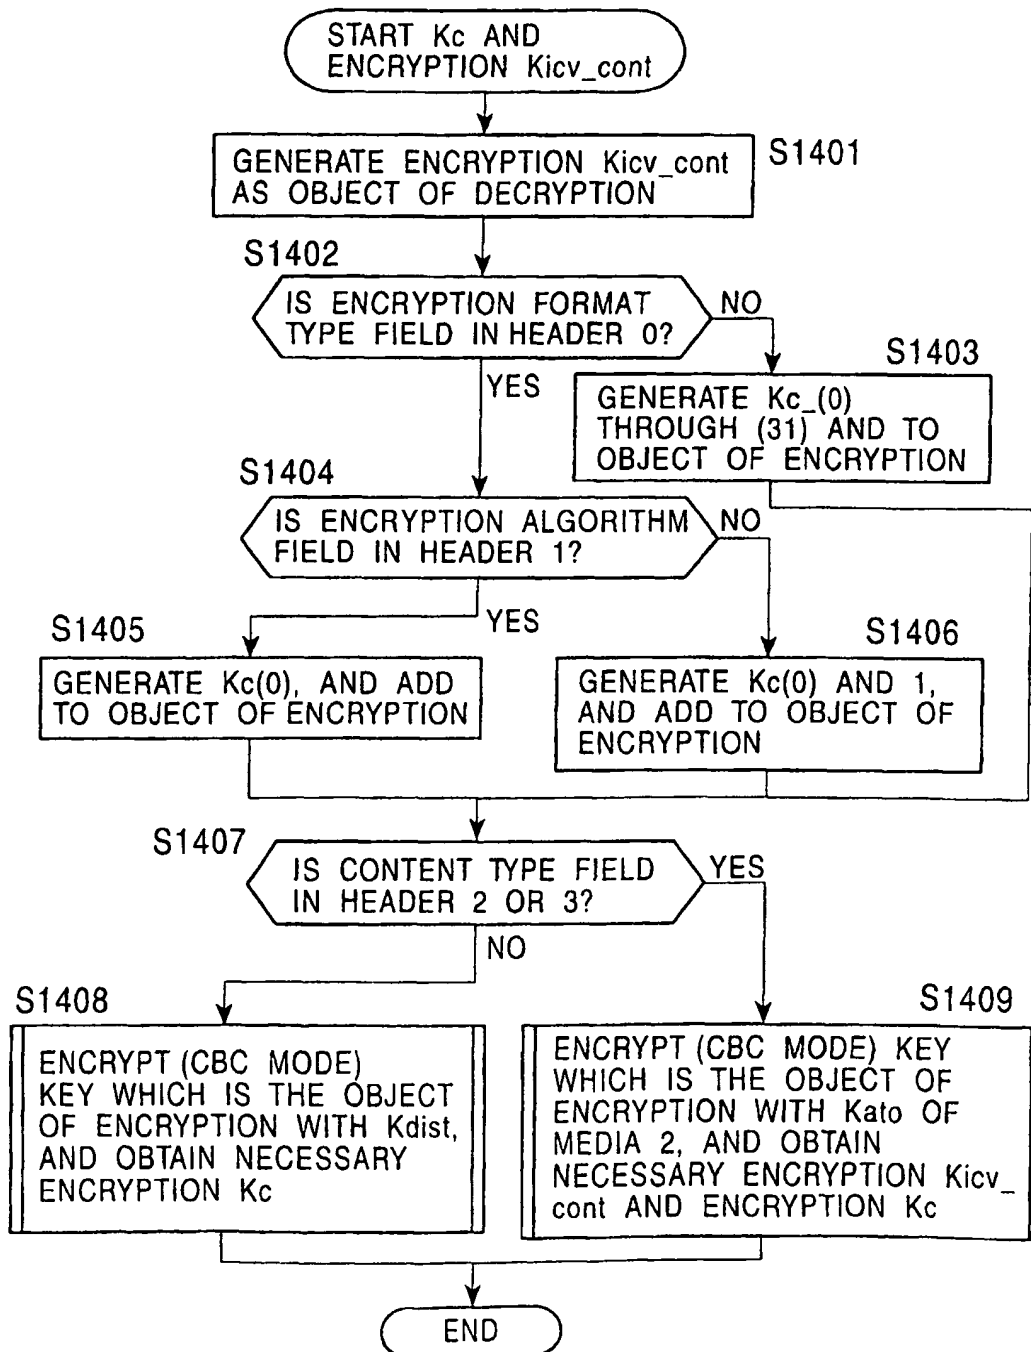 START Kc AND
ENCRYPTION Kicv_cont
S1401
GENERATE ENCRYPTION Kicv_cont
AS OBJECT OF DECRYPTION
S1402
IS ENCRYPTION FORMAT
TYPE FIELD IN HEADER 0?
NO
YES
S1403
GENERATE Kc_(0)
THROUGH (31) AND TO
OBJECT OF ENCRYPTION
S1404
IS ENCRYPTION ALGORITHM
FIELD IN HEADER 1?
NO
YES
S1405
GENERATE Kc(0), AND ADD
TO OBJECT OF ENCRYPTION
S1406
GENERATE Kc(0) AND 1,
AND ADD TO OBJECT OF
ENCRYPTION
S1407
IS CONTENT TYPE FIELD
IN HEADER 2 OR 3?
YES
NO
S1408
ENCRYPT (CBC MODE)
KEY WHICH IS THE OBJECT
OF ENCRYPTION WITH Kdist,
AND OBTAIN NECESSARY
ENCRYPTION Kc
S1409
ENCRYPT (CBC MODE) KEY
WHICH IS THE OBJECT OF
ENCRYPTION WITH Kato OF
MEDIA 2, AND OBTAIN
NECESSARY ENCRYPTION Kicv_
cont AND ENCRYPTION Kc
END